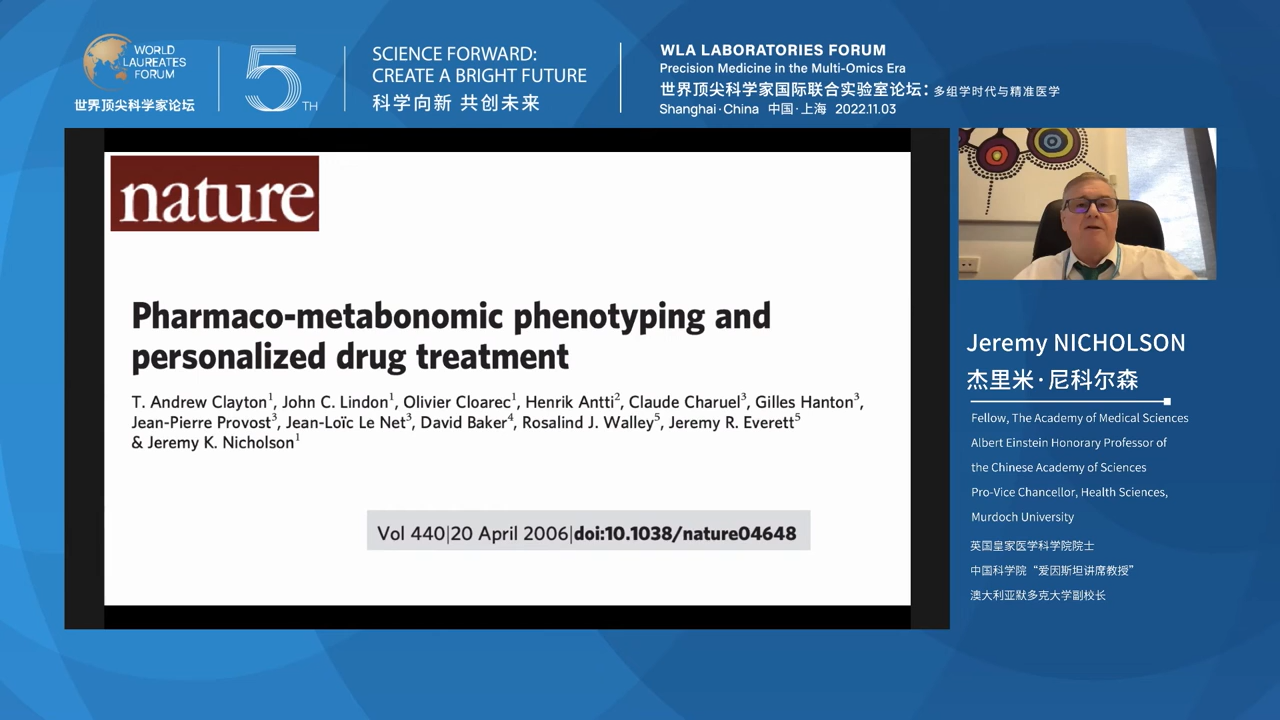 WORLD
LAUREATES
FORUM
世界顶尖科学家论坛
5TH
SCIENCE FORWARD:
CREATE A BRIGHT FUTURE
科学向新 共创未来
WLA LABORATORIES FORUM
Precision Medicine in the Multi-Omics Era
世界顶尖科学家国际联合实验室论坛：多组学时代与精准医学
Shanghai·China 中国·上海 2022.11.03
nature
Pharmaco-metabonomic phenotyping and
personalized drug treatment
T. Andrew Clayton¹, John C. Lindon¹, Olivier Cloarec¹, Henrik Antti², Claude Charuel³, Gilles Hanton³,
Jean-Pierre Provost³, Jean-Loïc Le Net³, David Baker⁴, Rosalind J. Walley⁵, Jeremy R. Everett⁵
& Jeremy K. Nicholson¹
Vol 440|20 April 2006|doi:10.1038/nature04648
Jeremy NICHOLSON
杰里米·尼科尔森
Fellow, The Academy of Medical Sciences
Albert Einstein Honorary Professor of
the Chinese Academy of Sciences
Pro-Vice Chancellor, Health Sciences,
Murdoch University
英国皇家医学科学院院士
中国科学院“爱因斯坦讲席教授”
澳大利亚默多克大学副校长